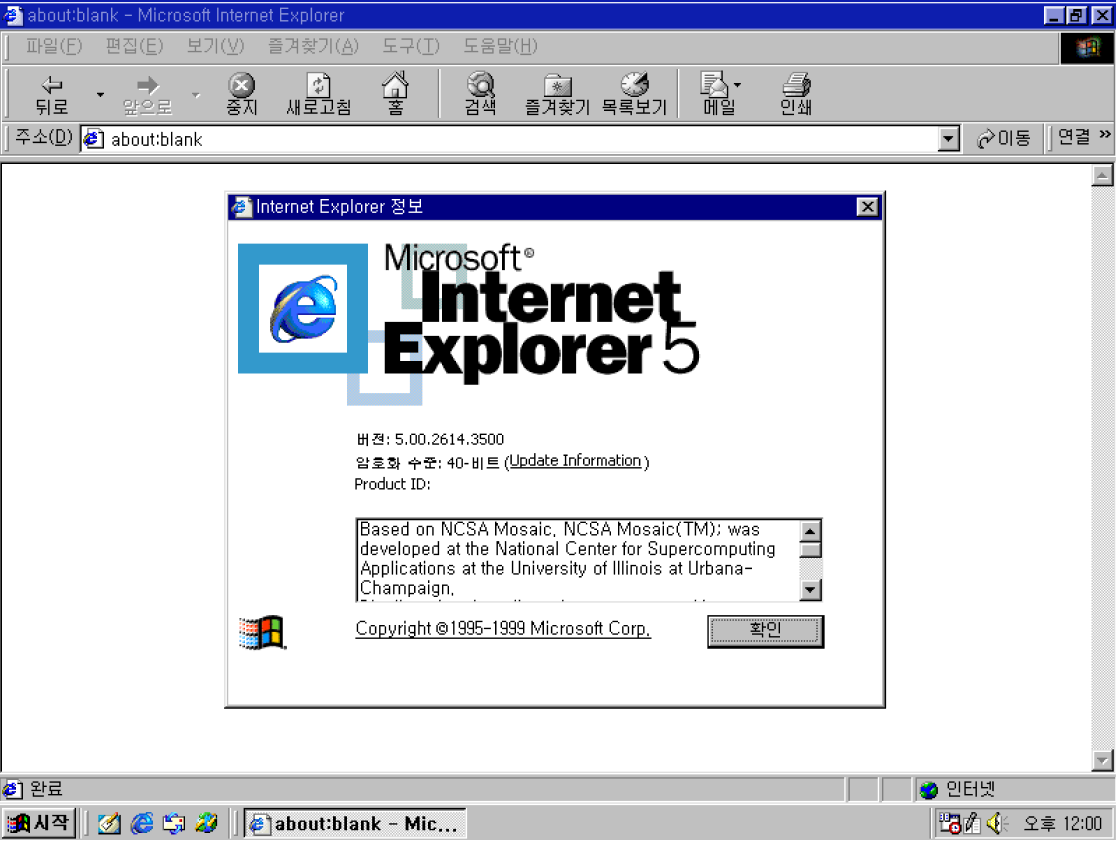 about:blank - Microsoft Internet Explorer
파일(F) 편집(E) 보기(V) 즐겨찾기(A) 도구(T) 도움말(H)
뒤로 앞으로 중지 새로고침 홈 검색 즐겨찾기 목록보기 메일 인쇄
주소(D) about:blank 이동 연결 »
Internet Explorer 정보
Microsoft®
Internet
Explorer 5
버젼: 5.00.2614.3500
암호화 수준: 40-비트 (Update Information)
Product ID:
Based on NCSA Mosaic, NCSA Mosaic(TM); was
developed at the National Center for Supercomputing
Applications at the University of Illinois at Urbana-
Champaign,
Copyright ©1995-1999 Microsoft Corp,
확인
완료 인터넷
시작 about:blank - Mic... 오후 12:00